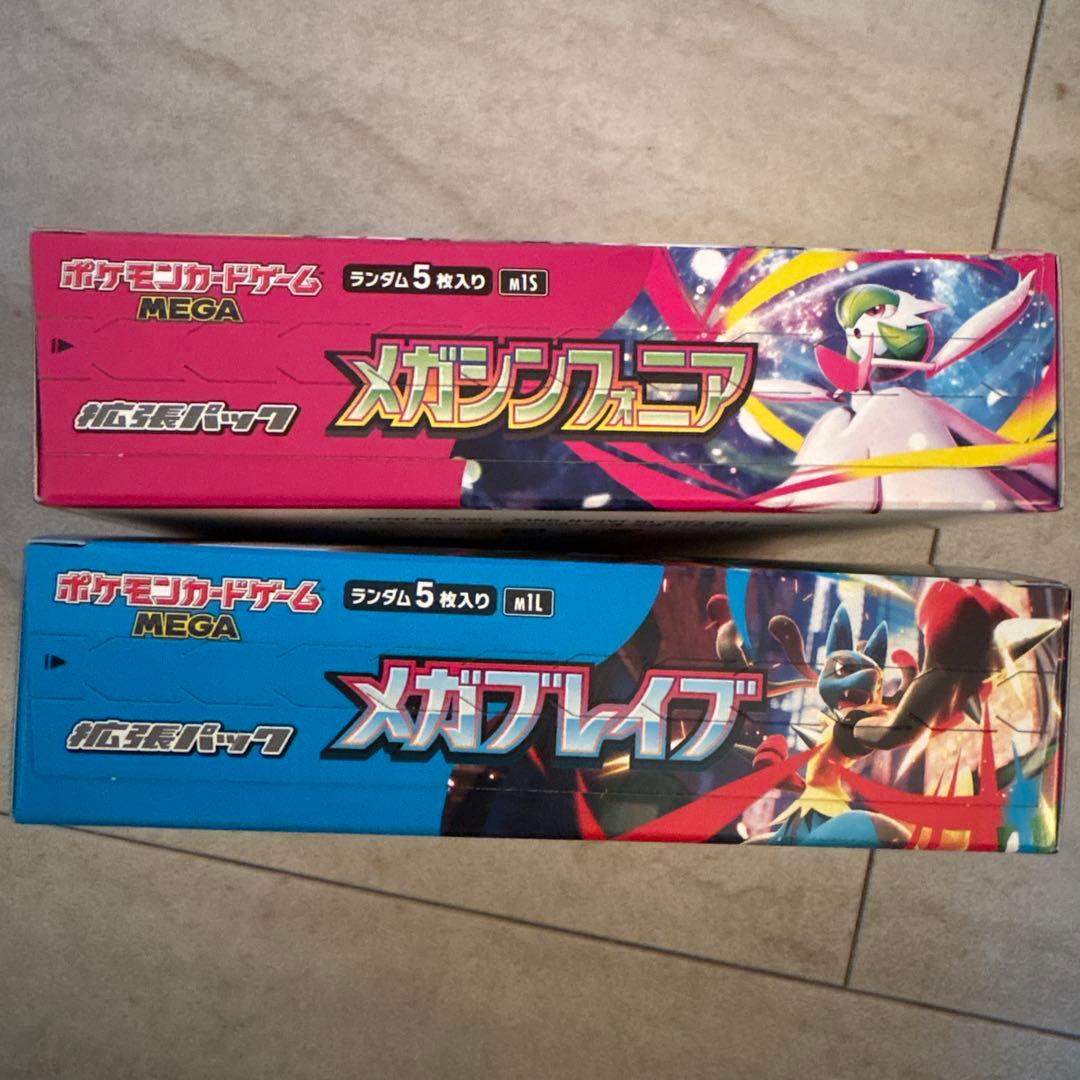 ポケモンカードゲーム
MEGA
ランダム5枚入り
M1S
メガシンフォニア
拡張パック
ポケモンカードゲーム
MEGA
ランダム5枚入り
M1L
メガブレイブ
拡張パック